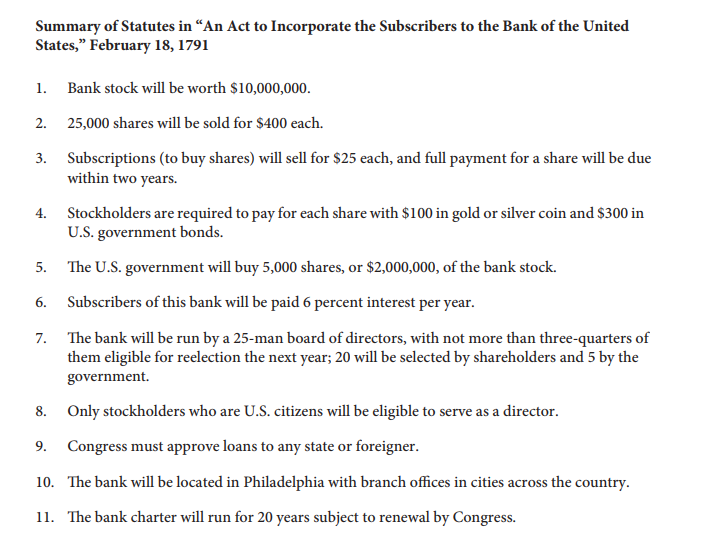 Summary of Statutes in “An Act to Incorporate the Subscribers to the Bank of the United
States,” February 18, 1791
1. Bank stock will be worth $10,000,000.
2. 25,000 shares will be sold for $400 each.
3. Subscriptions (to buy shares) will sell for $25 each, and full payment for a share will be due
within two years.
4. Stockholders are required to pay for each share with $100 in gold or silver coin and $300 in
U.S. government bonds.
5. The U.S. government will buy 5,000 shares, or $2,000,000, of the bank stock.
6. Subscribers of this bank will be paid 6 percent interest per year.
7. The bank will be run by a 25-man board of directors, with not more than three-quarters of
them eligible for reelection the next year; 20 will be selected by shareholders and 5 by the
government.
8. Only stockholders who are U.S. citizens will be eligible to serve as a director.
9. Congress must approve loans to any state or foreigner.
10. The bank will be located in Philadelphia with branch offices in cities across the country.
11. The bank charter will run for 20 years subject to renewal by Congress.